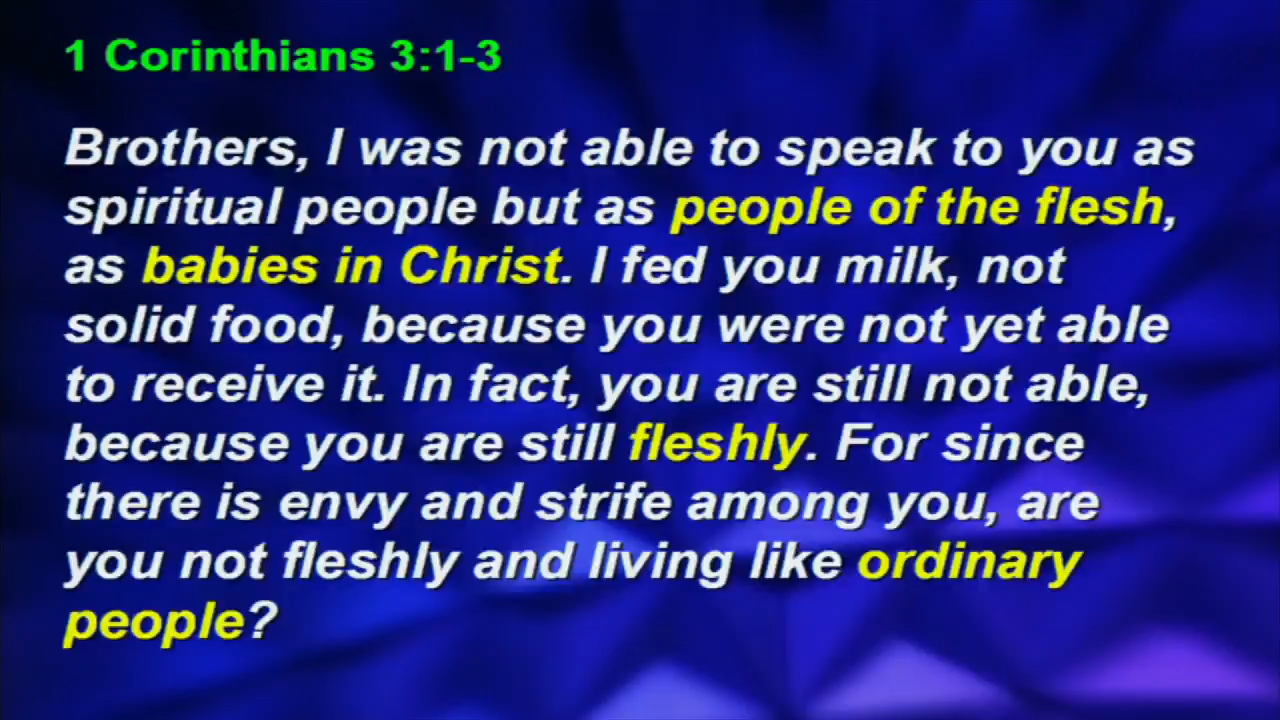 1 Corinthians 3:1-3
Brothers, I was not able to speak to you as
spiritual people but as people of the flesh,
as babies in Christ. I fed you milk, not
solid food, because you were not yet able
to receive it. In fact, you are still not able,
because you are still fleshly. For since
there is envy and strife among you, are
you not fleshly and living like ordinary
people?